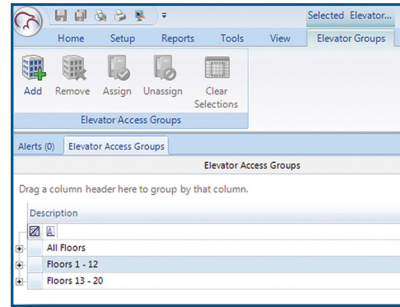 Selected Elevator...
Home Setup Reports Tools View Elevator Groups
Add Remove Assign Unassign Clear Selections
Elevator Access Groups
Alerts (0) Elevator Access Groups
Elevator Access Groups
Drag a column header here to group by that column.
Description
All Floors
Floors 1 - 12
Floors 13 - 20